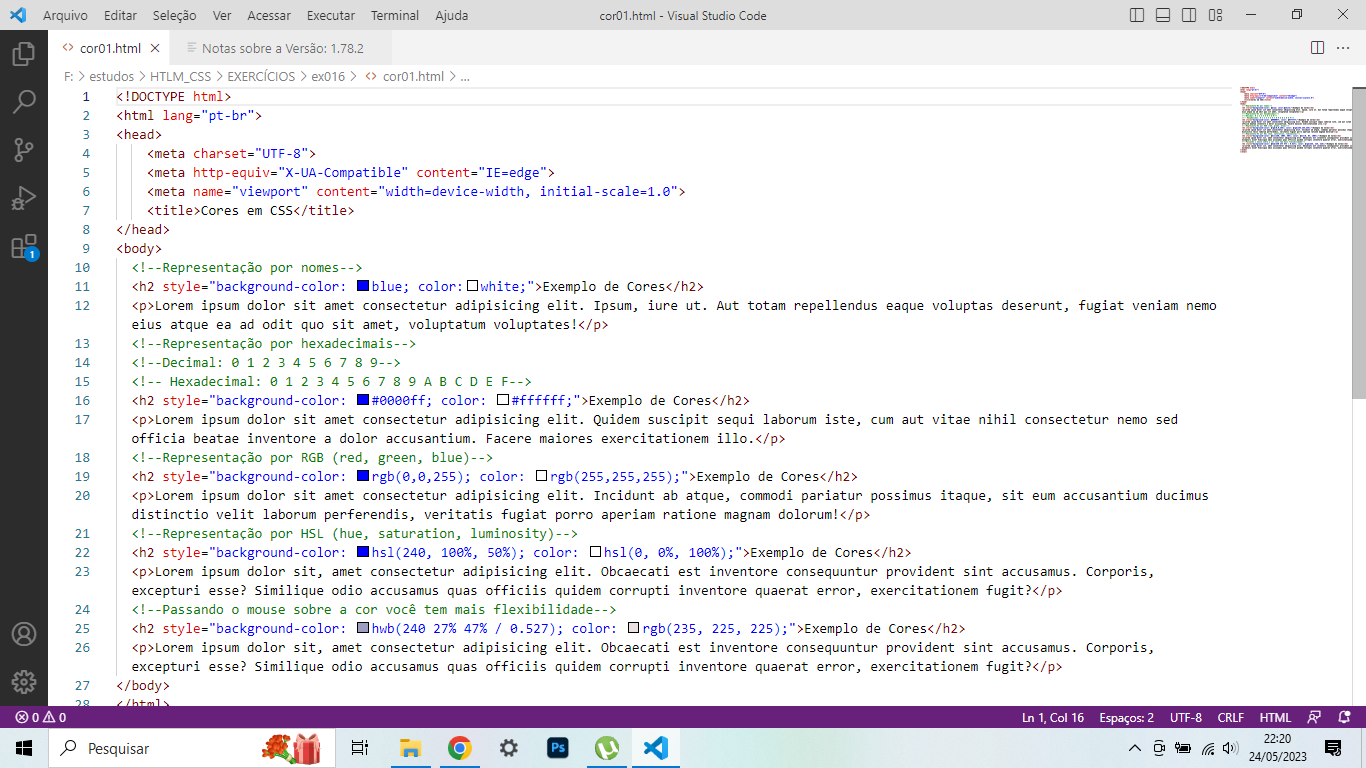 Arquivo Editar Seleção Ver Acessar Executar Terminal Ajuda cor01.html - Visual Studio Code
cor01.html Notas sobre a Versão: 1.78.2
F: > estudos > HTLM_CSS > EXERCÍCIOS > ex016 > cor01.html > ...
1 <!DOCTYPE html>
2 <html lang="pt-br">
3 <head>
4 <meta charset="UTF-8">
5 <meta http-equiv="X-UA-Compatible" content="IE=edge">
6 <meta name="viewport" content="width=device-width, initial-scale=1.0">
7 <title>Cores em CSS</title>
8 </head>
9 <body>
10 <!--Representação por nomes-->
11 <h2 style="background-color: blue; color: white;">Exemplo de Cores</h2>
12 <p>Lorem ipsum dolor sit amet consectetur adipisicing elit. Ipsum, iure ut. Aut totam repellendus eaque voluptas deserunt, fugiat veniam nemo
eius atque ea ad odit quo sit amet, voluptatum voluptates!</p>
13 <!--Representação por hexadecimais-->
14 <!--Decimal: 0 1 2 3 4 5 6 7 8 9-->
15 <!-- Hexadecimal: 0 1 2 3 4 5 6 7 8 9 A B C D E F-->
16 <h2 style="background-color: #0000ff; color: #ffffff;">Exemplo de Cores</h2>
17 <p>Lorem ipsum dolor sit amet consectetur adipisicing elit. Quidem suscipit sequi laborum iste, cum aut vitae nihil consectetur nemo sed
officia beatae inventore a dolor accusantium. Facere maiores exercitationem illo.</p>
18 <!--Representação por RGB (red, green, blue)-->
19 <h2 style="background-color: rgb(0,0,255); color: rgb(255,255,255);">Exemplo de Cores</h2>
20 <p>Lorem ipsum dolor sit amet consectetur adipisicing elit. Incidunt ab atque, commodi pariatur possimus itaque, sit eum accusantium ducimus
distinctio velit laborum perferendis, veritatis fugiat porro aperiam ratione magnam dolorum!</p>
21 <!--Representação por HSL (hue, saturation, luminosity)-->
22 <h2 style="background-color: hsl(240, 100%, 50%); color: hsl(0, 0%, 100%);">Exemplo de Cores</h2>
23 <p>Lorem ipsum dolor sit, amet consectetur adipisicing elit. Obcaecati est inventore consequuntur provident sint accusamus. Corporis,
excepturi esse? Similique odio accusamus quas officiis quidem corrupti inventore quaerat error, exercitationem fugit?</p>
24 <!--Passando o mouse sobre a cor você tem mais flexibilidade-->
25 <h2 style="background-color: hwb(240 27% 47% / 0.527); color: rgb(235, 225, 225);">Exemplo de Cores</h2>
26 <p>Lorem ipsum dolor sit, amet consectetur adipisicing elit. Obcaecati est inventore consequuntur provident sint accusamus. Corporis,
excepturi esse? Similique odio accusamus quas officiis quidem corrupti inventore quaerat error, exercitationem fugit?</p>
27 </body>
28 </html>
1
0 0 Ln 1, Col 16 Espaços: 2 UTF-8 CRLF HTML
Pesquisar Ps 22:20
24/05/2023